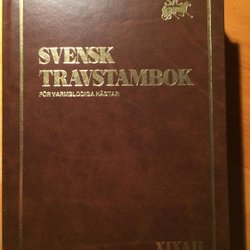 SVENSK
TRAVSTAMBOK
FÖR VARMBLODIGA HÄSTAR